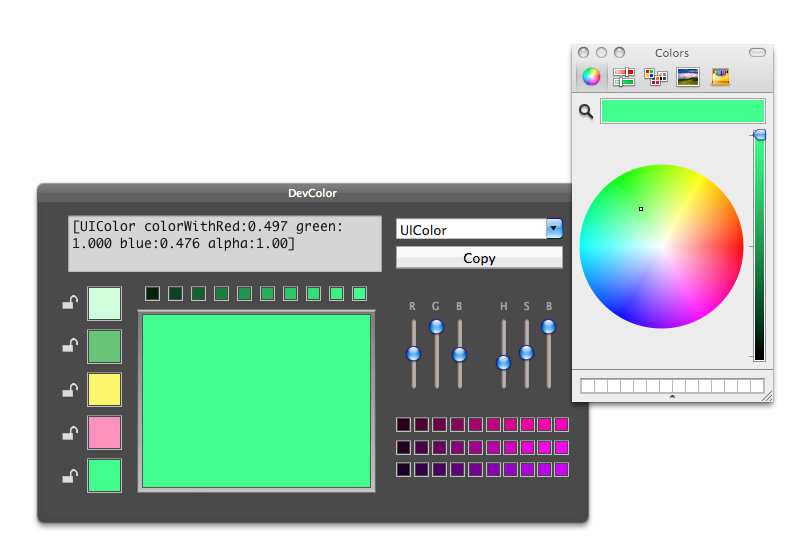 Colors
DevColor
[UIColor colorWithRed:0.497 green:
1.000 blue:0.476 alpha:1.00]
UIColor
Copy
R G B H S B